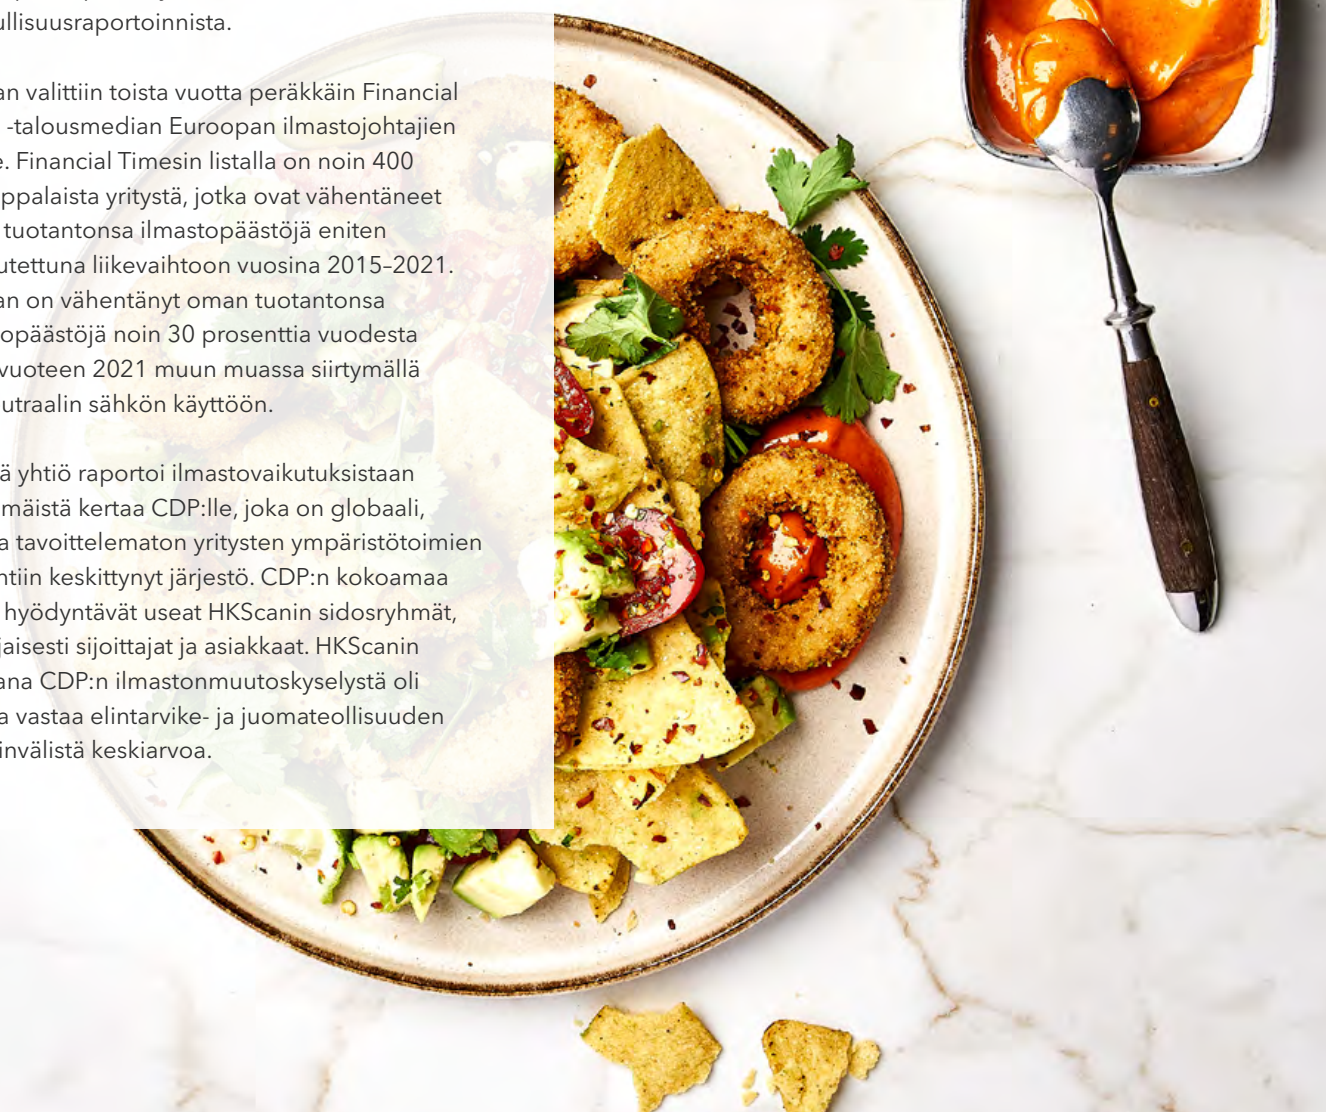 ullisuusraportoinnista.
an valittiin toista vuotta peräkkäin Financial
-talousmedian Euroopan ilmastojohtajien
e. Financial Timesin listalla on noin 400
ppalaista yritystä, jotka ovat vähentäneet
tuotantonsa ilmastopäästöjä eniten
utettuna liikevaihtoon vuosina 2015–2021.
an on vähentänyt oman tuotantonsa
opäästöjä noin 30 prosenttia vuodesta
vuoteen 2021 muun muassa siirtymällä
utraalin sähkön käyttöön.
ä yhtiö raportoi ilmastovaikutuksistaan
mäistä kertaa CDP:lle, joka on globaali,
a tavoittelematon yritysten ympäristötoimien
ntiin keskittynyt järjestö. CDP:n kokoamaa
hyödyntävät useat HKScanin sidosryhmät,
jaisesti sijoittajat ja asiakkaat. HKScanin
ana CDP:n ilmastonmuutoskyselystä oli
a vastaa elintarvike- ja juomateollisuuden
invälistä keskiarvoa.